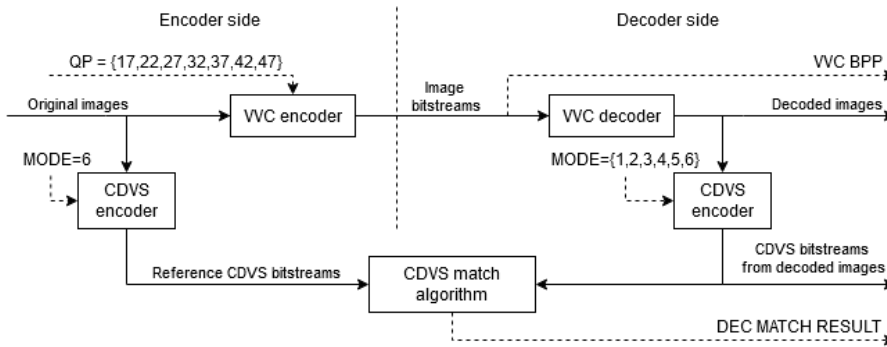 Encoder side
Decoder side
QP = {17,22,27,32,37,42,47}
VVC BPP
Original images
VVC encoder
Image
bitstreams
VVC decoder
Decoded images
MODE=6
MODE={1,2,3,4,5,6}
CDVS
encoder
CDVS
encoder
Reference CDVS bitstreams
CDVS match
algorithm
CDVS bitstreams
from decoded images
DEC MATCH RESULT